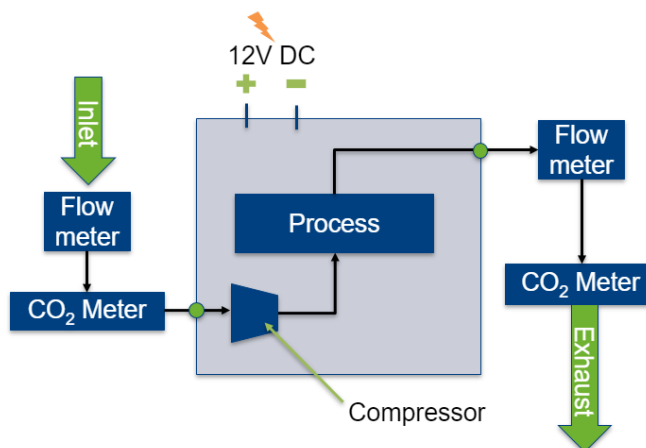 12V DC
+ -
Inlet
Flow
meter
CO₂ Meter
Process
Compressor
Flow
meter
CO₂ Meter
Exhaust